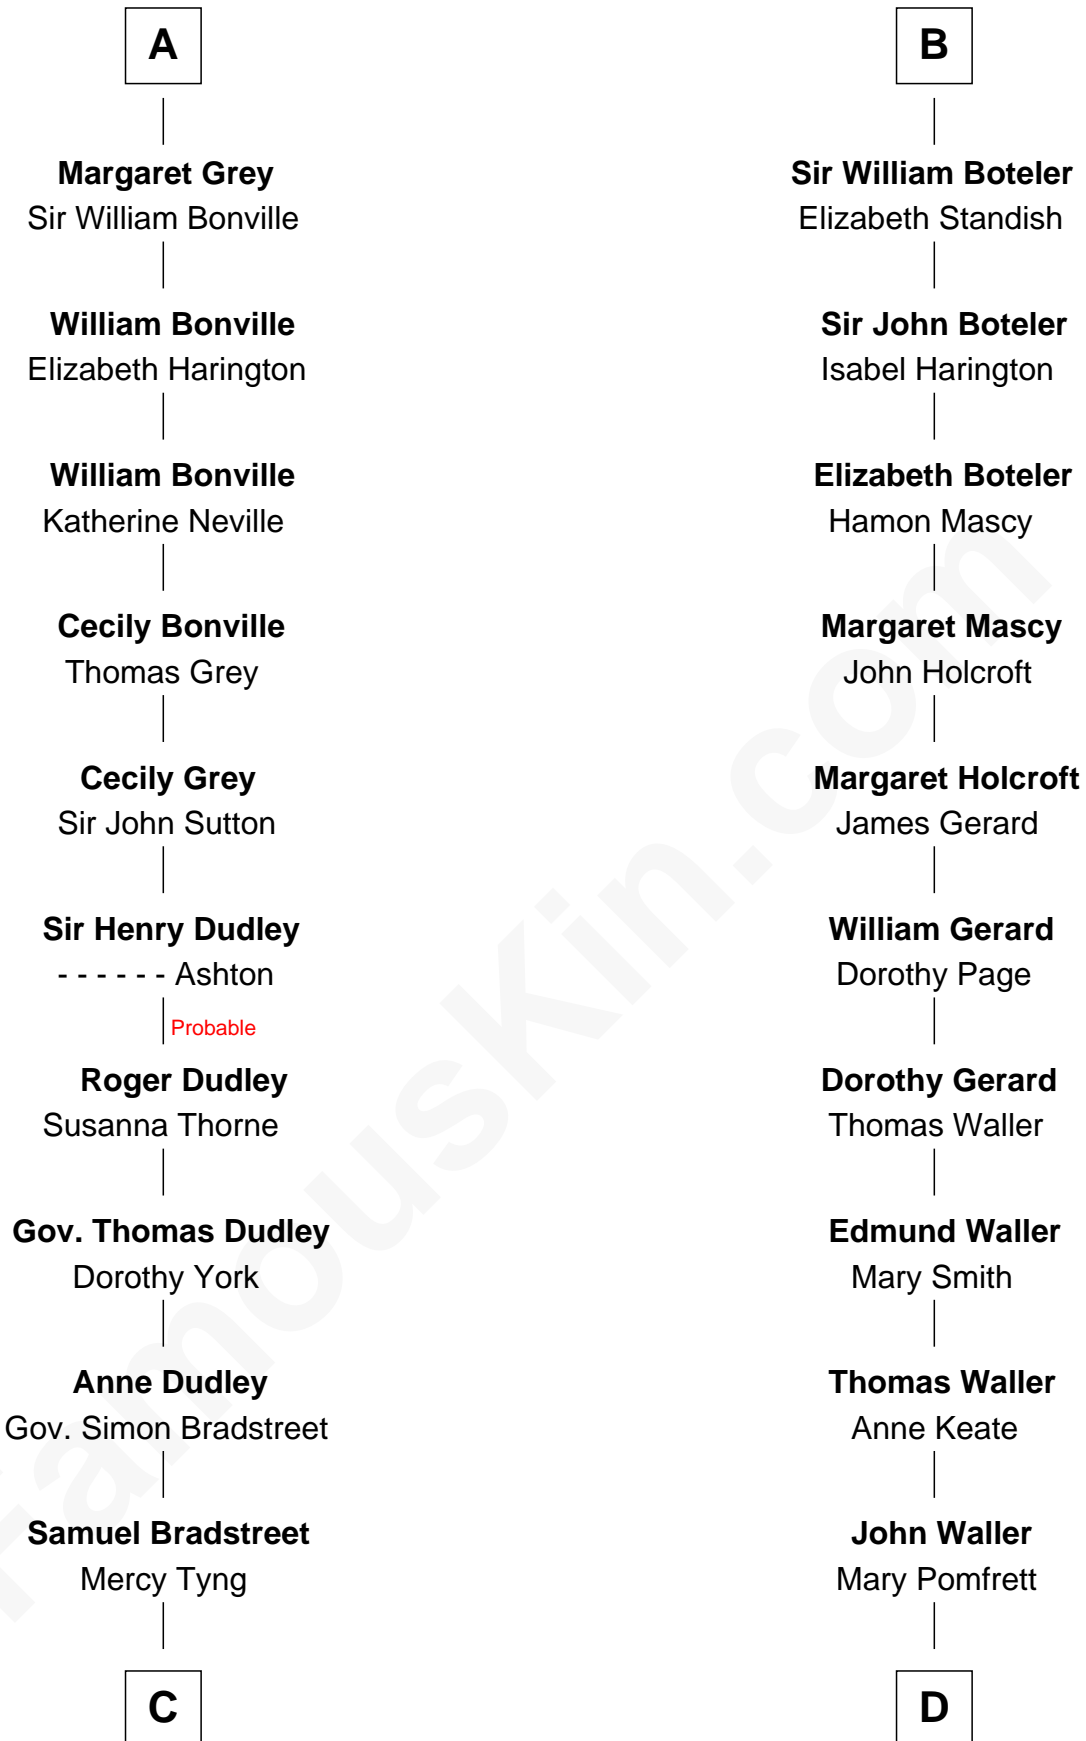 A
Margaret Grey
Sir William Bonville
William Bonville
Elizabeth Harington
William Bonville
Katherine Neville
Cecily Bonville
Thomas Grey
Cecily Grey
Sir John Sutton
Sir Henry Dudley
- - - - - - Ashton
Probable
Roger Dudley
Susanna Thorne
Gov. Thomas Dudley
Dorothy York
Anne Dudley
Gov. Simon Bradstreet
Samuel Bradstreet
Mercy Tyng
C
B
Sir William Boteler
Elizabeth Standish
Sir John Boteler
Isabel Harington
Elizabeth Boteler
Hamon Mascy
Margaret Mascy
John Holcroft
Margaret Holcroft
James Gerard
William Gerard
Dorothy Page
Dorothy Gerard
Thomas Waller
Edmund Waller
Mary Smith
Thomas Waller
Anne Keate
John Waller
Mary Pomfrett
D
FamousKin.com